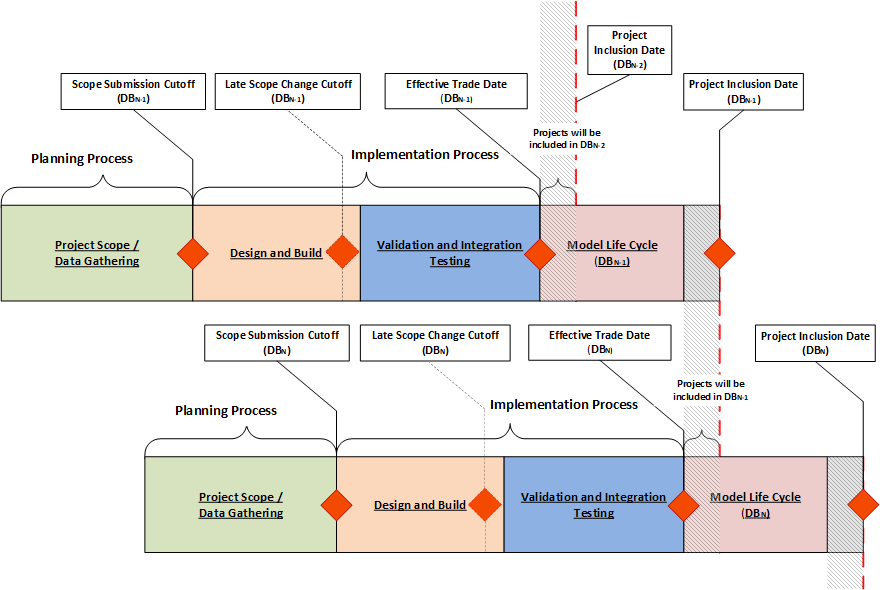 Project
Inclusion Date
(DBN-2)
Scope Submission Cutoff
(DBN-1)
Late Scope Change Cutoff
(DBN-1)
Effective Trade Date
(DBN-1)
Project Inclusion Date
(DBN-1)
Projects will be
included in DBN-2
Planning Process
Implementation Process
Project Scope /
Data Gathering
Design and Build
Validation and Integration
Testing
Model Life Cycle
(DBN-1)
Scope Submission Cutoff
(DBN)
Late Scope Change Cutoff
(DBN)
Effective Trade Date
(DBN)
Project Inclusion Date
(DBN)
Projects will be
included in DBN-1
Planning Process
Implementation Process
Project Scope /
Data Gathering
Design and Build
Validation and Integration
Testing
Model Life Cycle
(DBN)